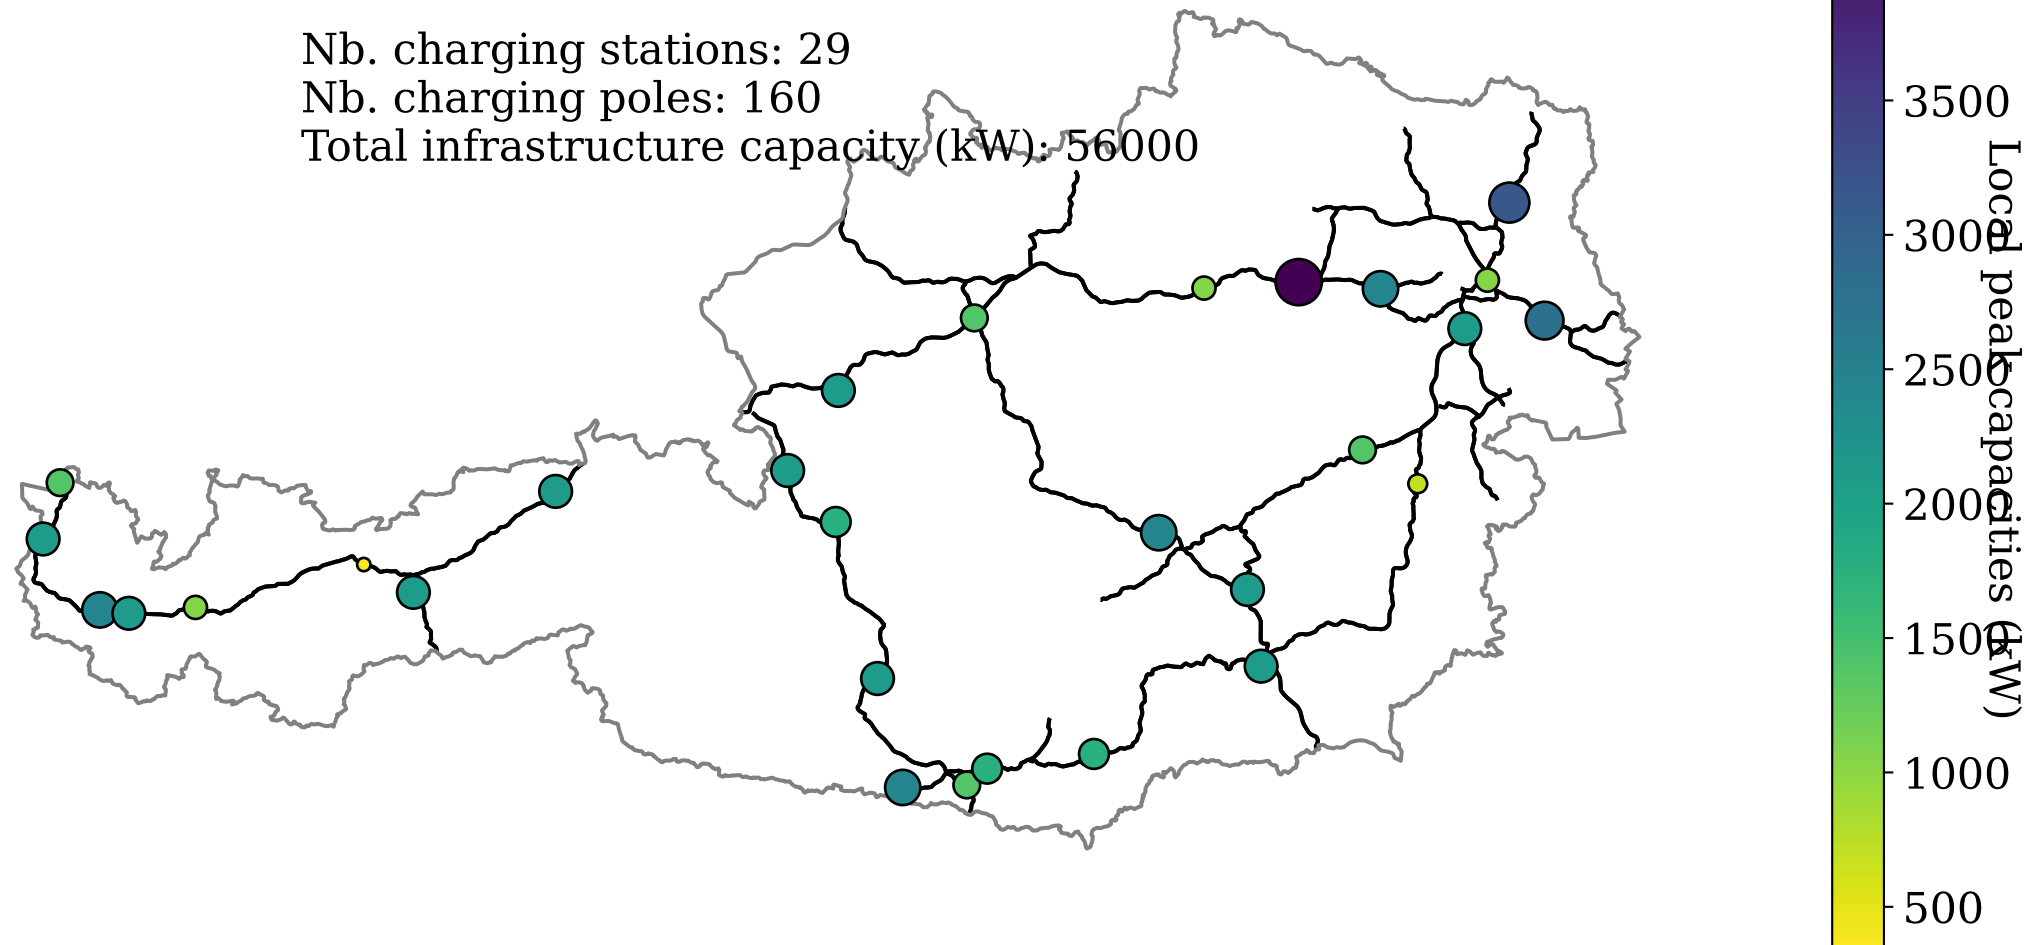 Nb. charging stations: 29
Nb. charging poles: 160
Total infrastructure capacity (kW): 56000
3500
3000
2500
2000
1500
1000
500
Local peak capacities (kW)